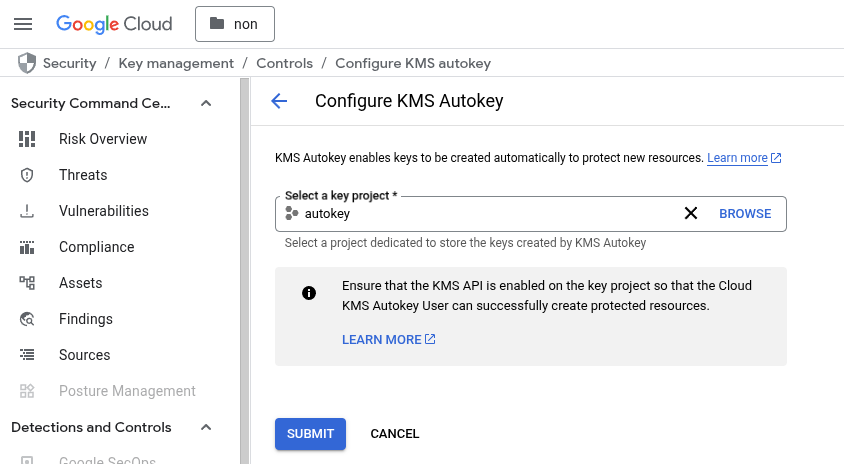 Google Cloud
non
Security / Key management / Controls / Configure KMS autokey
Security Command Ce...
Risk Overview
Threats
Vulnerabilities
Compliance
Assets
Findings
Sources
Posture Management
Detections and Controls
Google SecOps
Configure KMS Autokey
KMS Autokey enables keys to be created automatically to protect new resources. Learn more
Select a key project *
autokey
BROWSE
Select a project dedicated to store the keys created by KMS Autokey
Ensure that the KMS API is enabled on the key project so that the Cloud
KMS Autokey User can successfully create protected resources.
LEARN MORE
SUBMIT
CANCEL